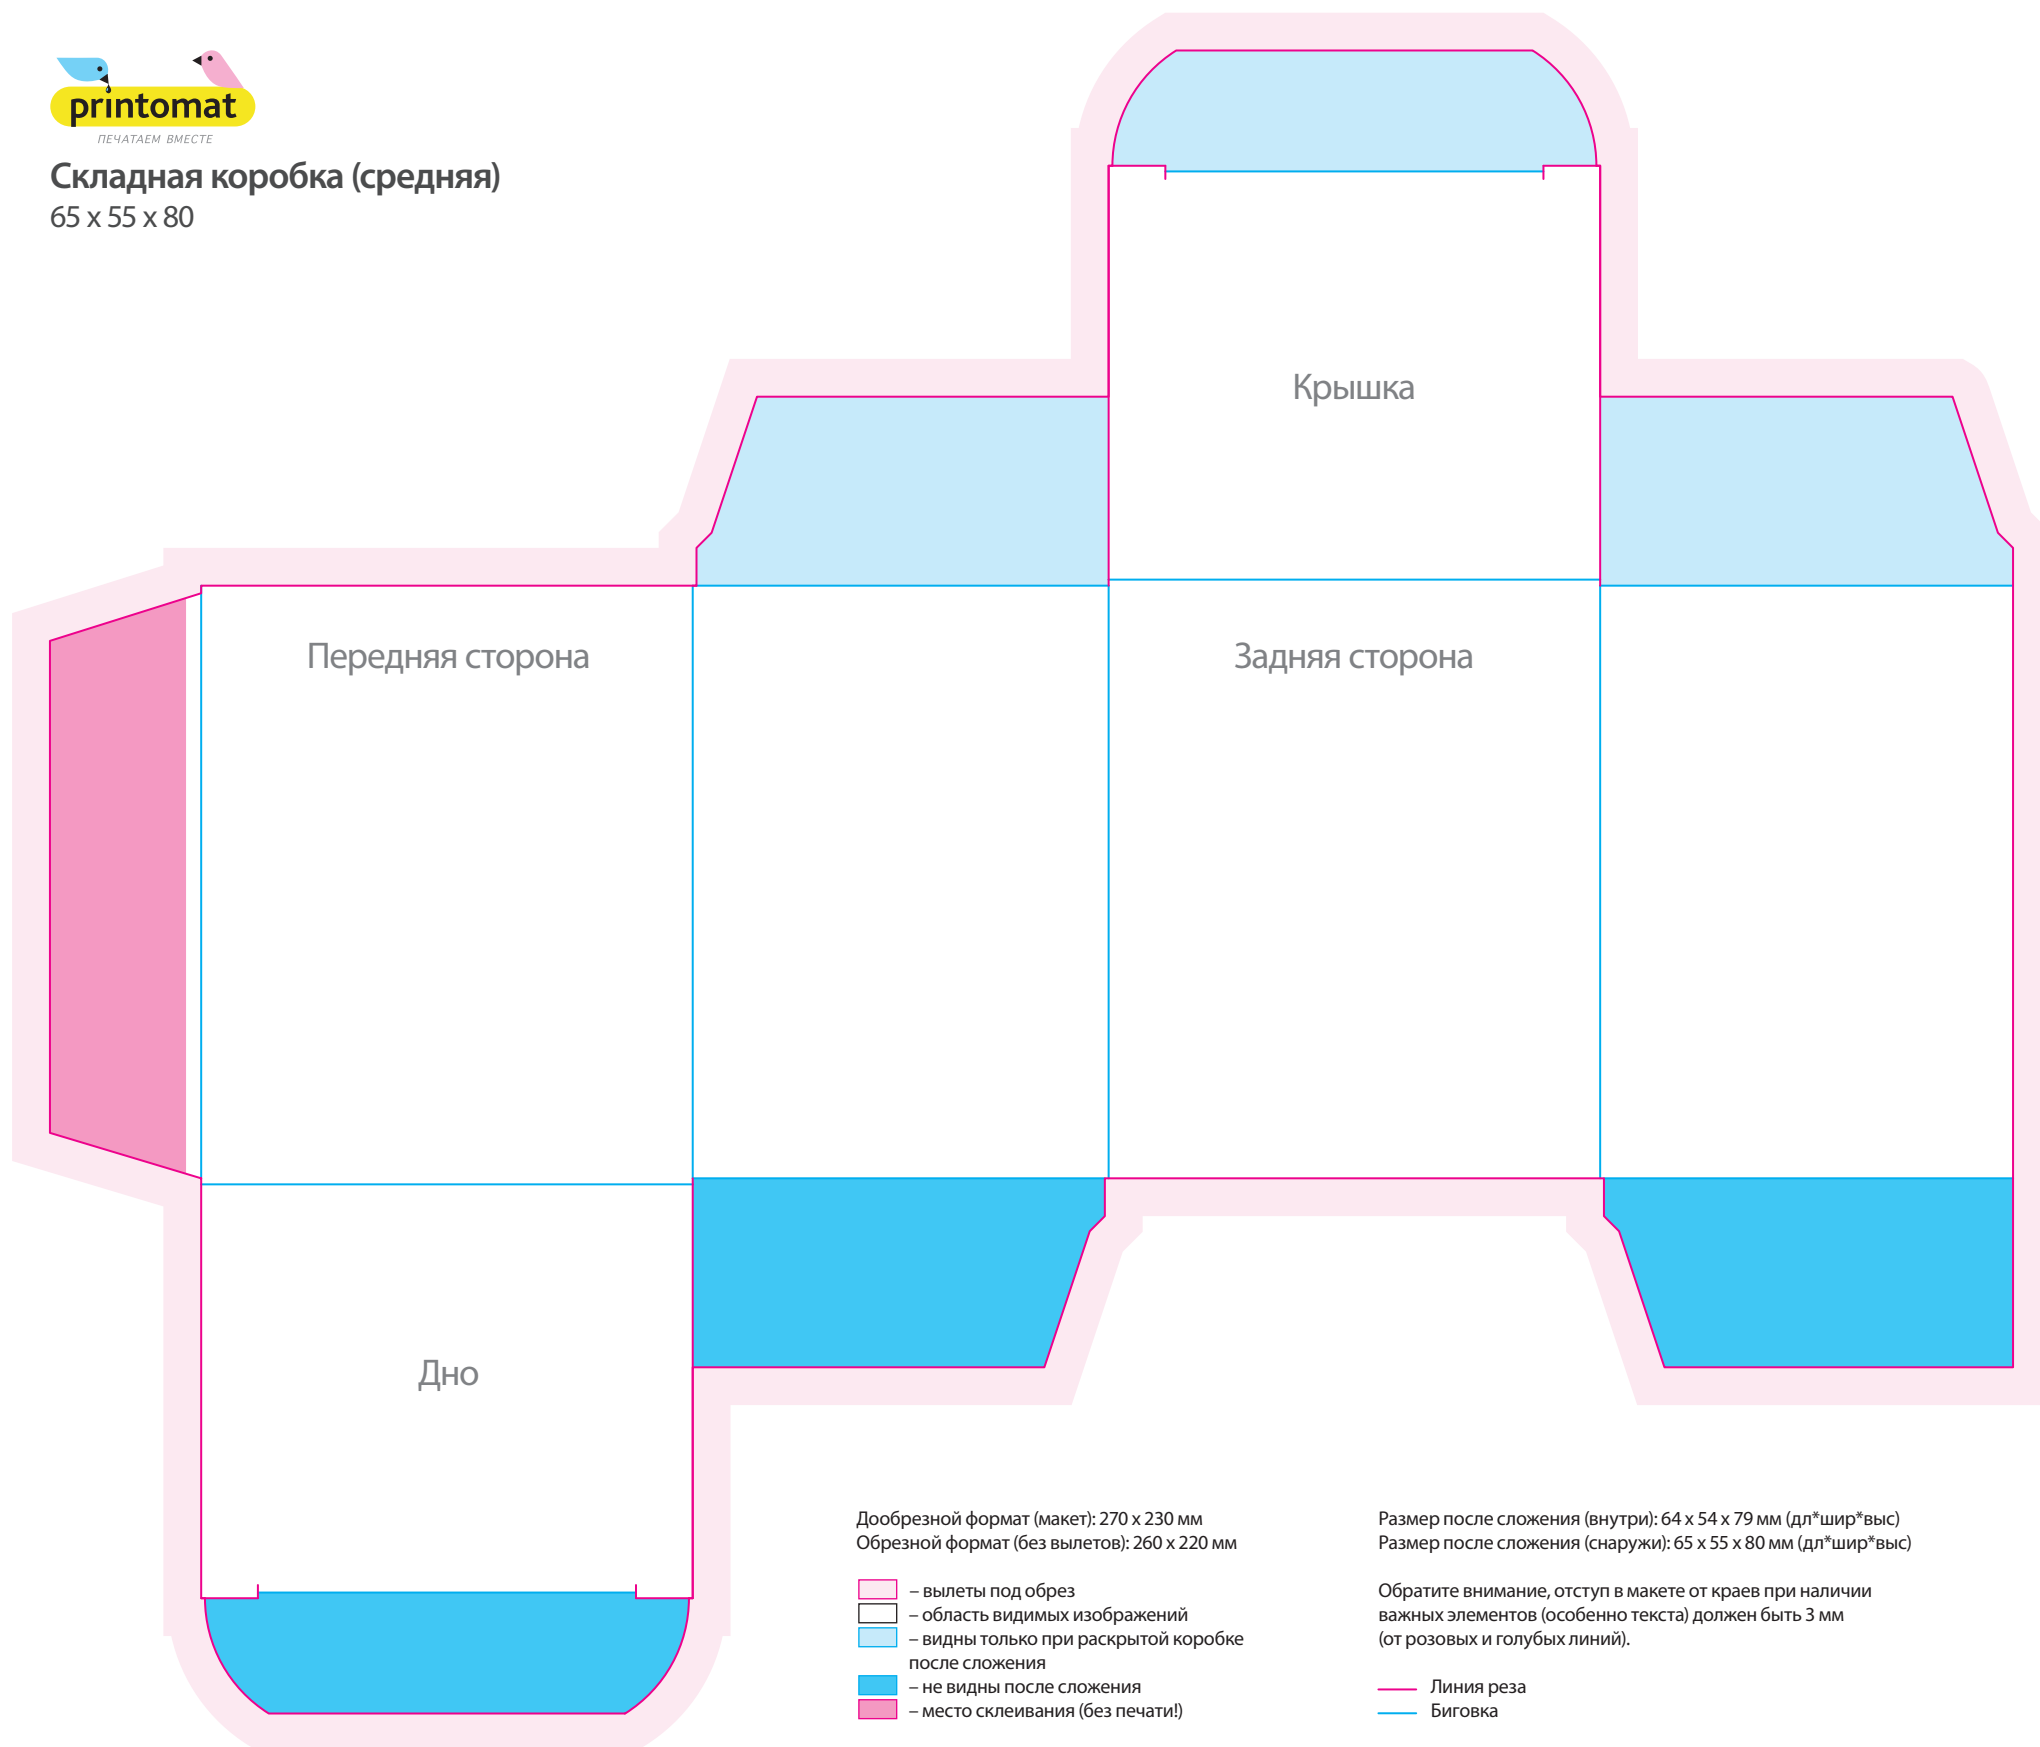 printomat
ПЕЧАТАЕМ ВМЕСТЕ
Складная коробка (средняя)
65 x 55 x 80
Крышка
Передняя сторона
Задняя сторона
Дно
Дообрезной формат (макет): 270 x 230 мм
Обрезной формат (без вылетов): 260 x 220 мм
– вылеты под обрез
– область видимых изображений
– видны только при раскрытой коробке
после сложения
– не видны после сложения
– место склеивания (без печати!)
Размер после сложения (внутри): 64 x 54 x 79 мм (дл*шир*выс)
Размер после сложения (снаружи): 65 x 55 x 80 мм (дл*шир*выс)
Обратите внимание, отступ в макете от краев при наличии
важных элементов (особенно текста) должен быть 3 мм
(от розовых и голубых линий).
Линия реза
Биговка